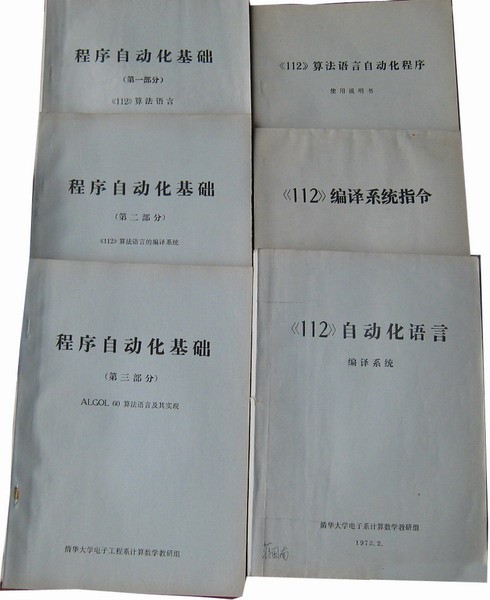 程序自动化基础
(第一部分)
《112》算法语言
程序自动化基础
(第二部分)
《112》算法语言的编译系统
程序自动化基础
(第三部分)
ALGOL 60 算法语言及其实现
清华大学电子工程系计算数学教研组
《112》算法语言自动化程序
使用说明书
《112》编译系统指令
《112》自动化语言
编译系统
清华大学电子系计算数学教研组